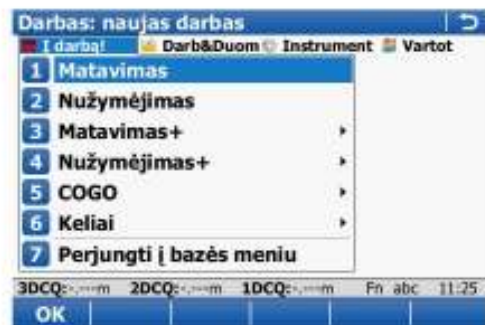 Darbas: naujas darbas
Į darbą! Darb&Duom Instrument Vartot
1 Matavimas
2 Nužymėjimas
3 Matavimas+
4 Nužymėjimas+
5 COGO
6 Keliai
7 Perjungti į bazės meniu
3DCQ:-.---m 2DCQ:-.---m 1DCQ:-.---m Fn abc 11:25
OK